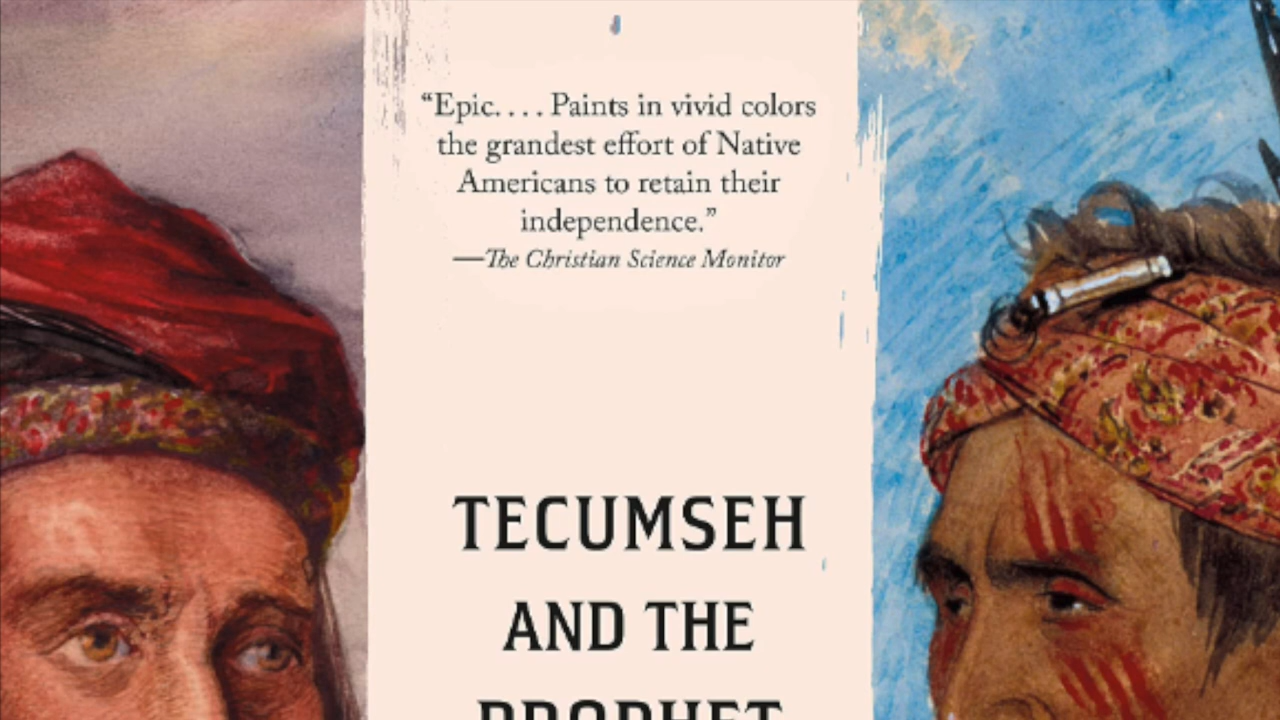 “Epic. . . . Paints in vivid colors
the grandest effort of Native
Americans to retain their
independence.”
—The Christian Science Monitor
TECUMSEH
AND THE
PROPHET